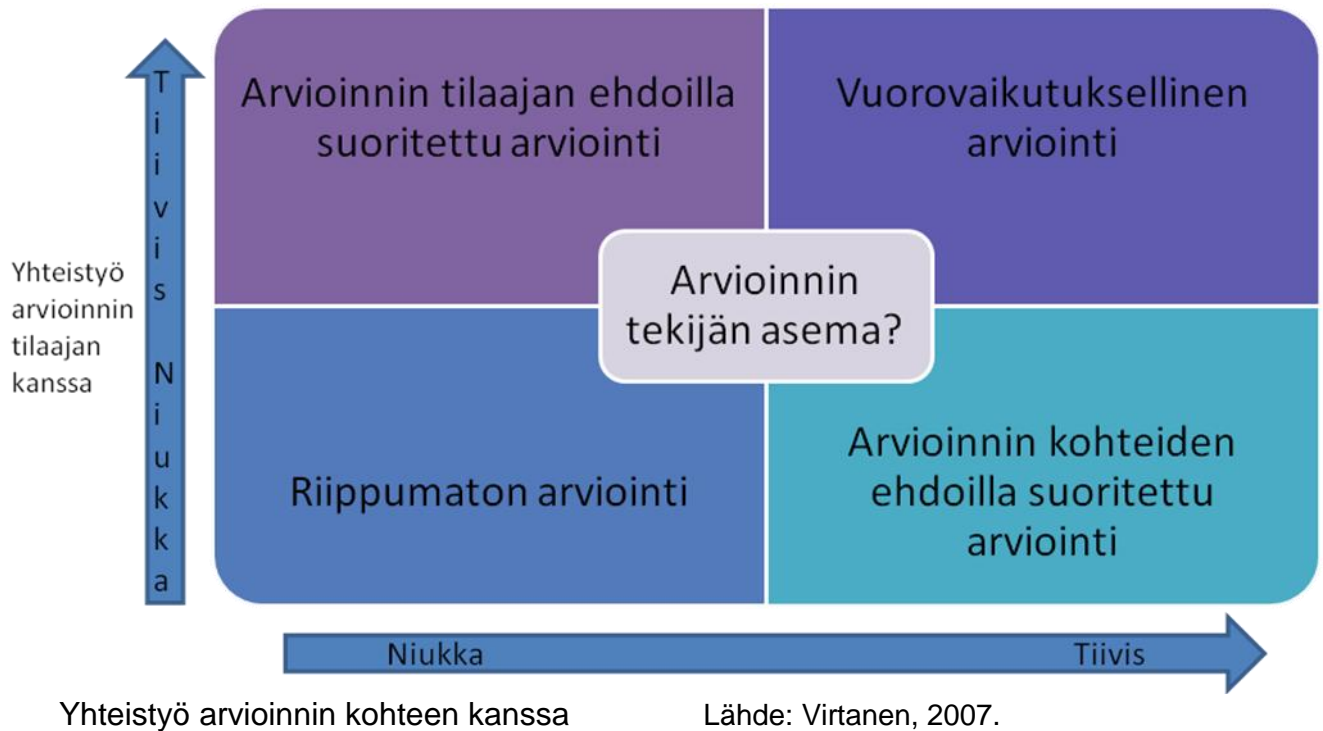 Arvioinnin tilaajan ehdoilla
suoritettu arviointi
Vuorovaikutuksellinen
arviointi
Tiivis Niukka
Yhteistyö
arvioinnin
tilaajan
kanssa
Arvioinnin
tekijän asema?
Riippumaton arviointi
Arvioinnin kohteiden
ehdoilla suoritettu
arviointi
Niukka
Tiivis
Yhteistyö arvioinnin kohteen kanssa
Lähde: Virtanen, 2007.